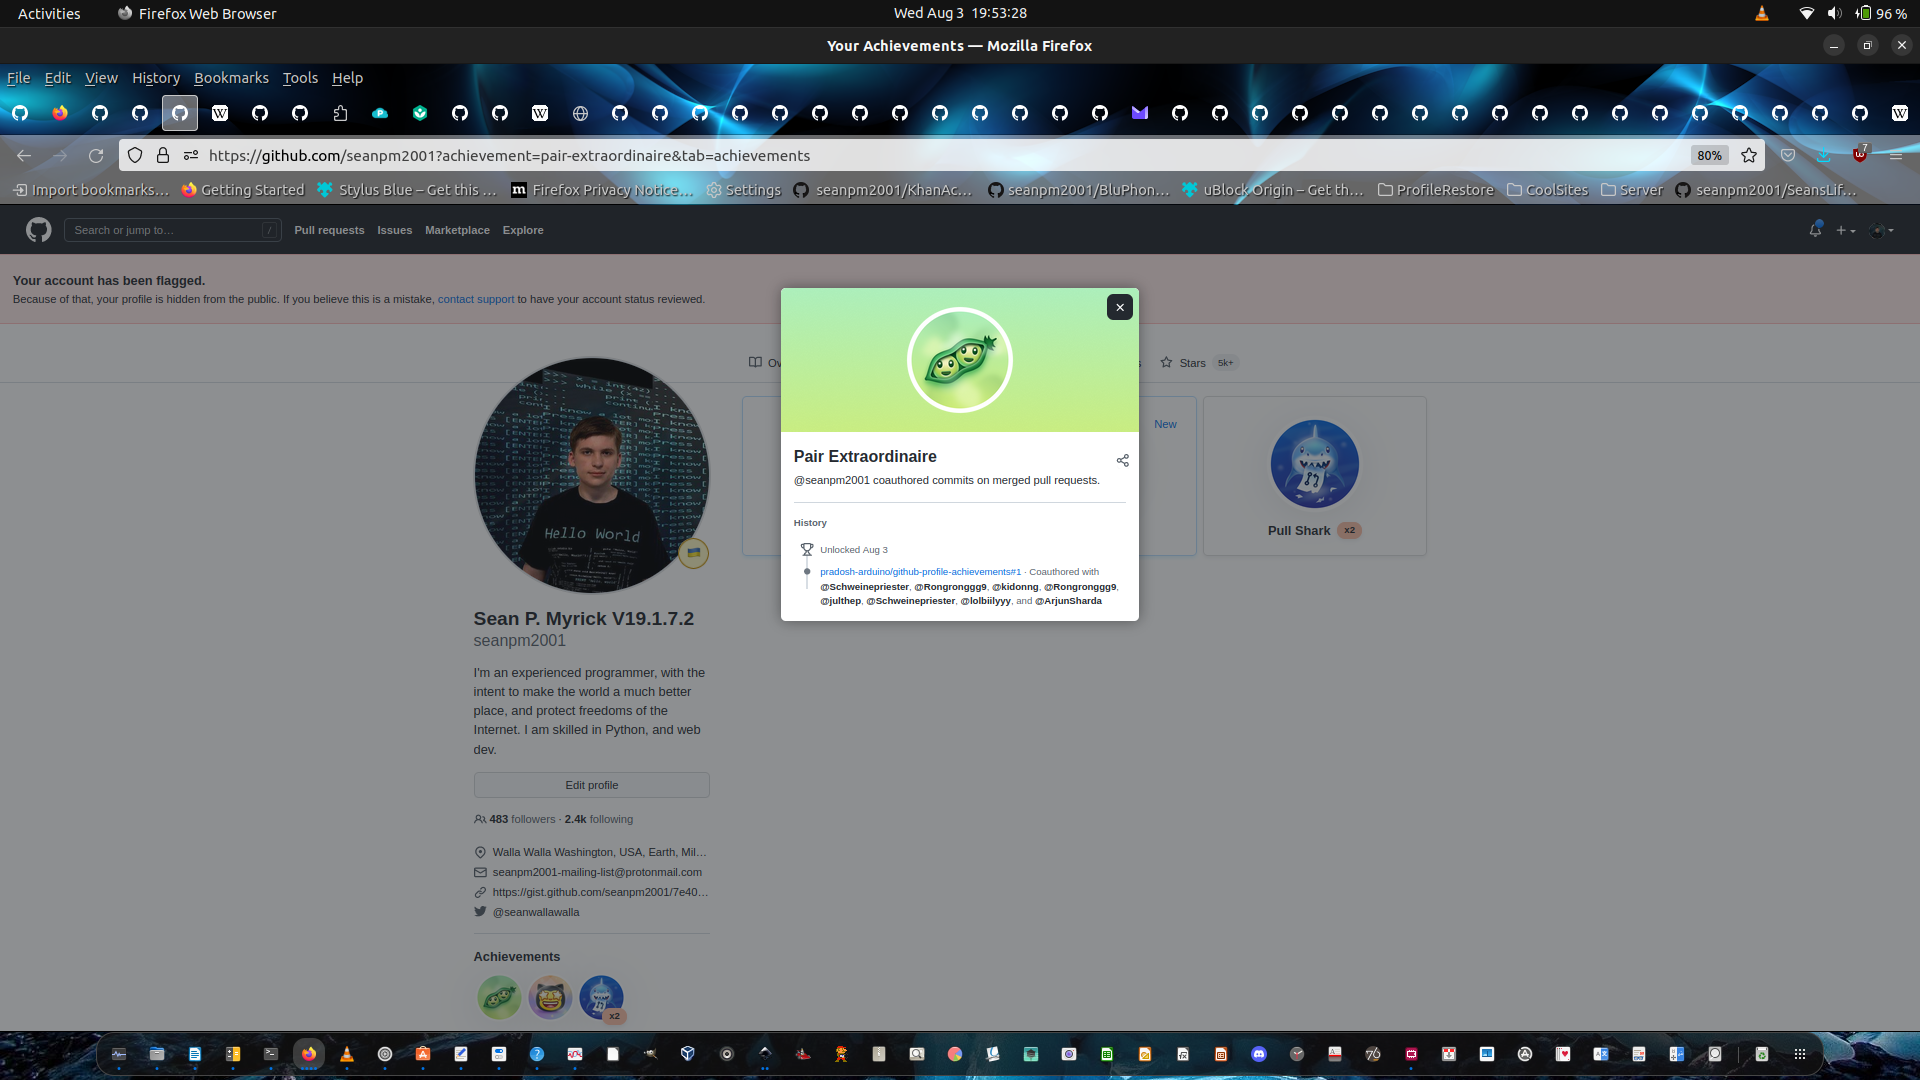 Activities
Firefox Web Browser
Wed Aug 3 19:53:28
96 %
Your Achievements — Mozilla Firefox
File Edit View History Bookmarks Tools Help
https://github.com/seanpm2001?achievement=pair-extraordinaire&tab=achievements
80%
7
Import bookmarks…
Getting Started
Stylus Blue – Get this …
Firefox Privacy Notice…
Settings
seanpm2001/KhanAc…
seanpm2001/BluPhon…
uBlock Origin – Get th…
ProfileRestore
CoolSites
Server
seanpm2001/SeansLif…
Search or jump to…
/
Pull requests
Issues
Marketplace
Explore
Your account has been flagged.
Because of that, your profile is hidden from the public. If you believe this is a mistake, contact support to have your account status reviewed.
Ov
s
Stars 5k+
New
Pair Extraordinaire
@seanpm2001 coauthored commits on merged pull requests.
History
Unlocked Aug 3
pradosh-arduino/github-profile-achievements#1 · Coauthored with
@Schweinepriester, @Rongronggg9, @kidonng, @Rongronggg9,
@julthep, @Schweinepriester, @lolbiilyyy, and @ArjunSharda
Pull Shark x2
Hello World
Sean P. Myrick V19.1.7.2
seanpm2001
I'm an experienced programmer, with the
intent to make the world a much better
place, and protect freedoms of the
Internet. I am skilled in Python, and web
dev.
Edit profile
483 followers · 2.4k following
Walla Walla Washington, USA, Earth, Mil…
seanpm2001-mailing-list@protonmail.com
https://gist.github.com/seanpm2001/7e40…
@seanwallawalla
Achievements
x2